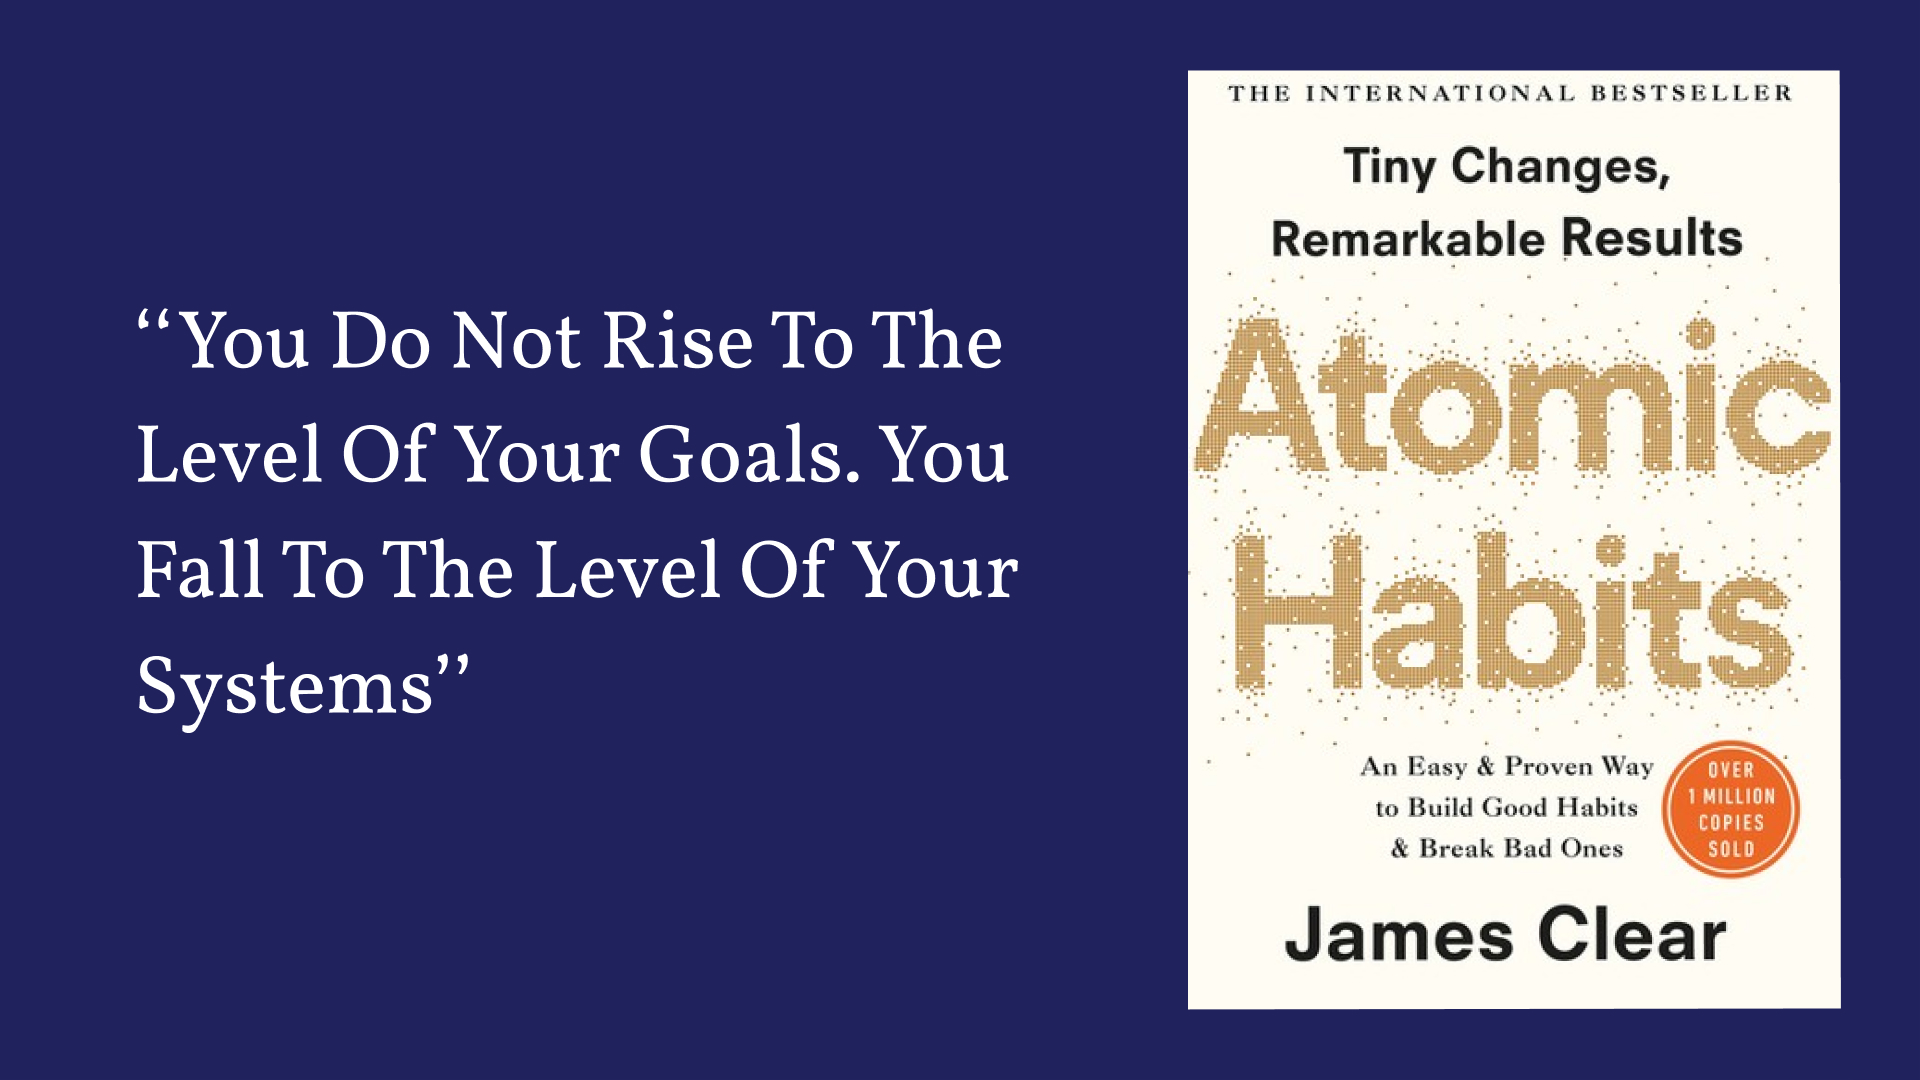 ‘‘You Do Not Rise To The
Level Of Your Goals. You
Fall To The Level Of Your
Systems’’
THE INTERNATIONAL BESTSELLER
Tiny Changes,
Remarkable Results
Atomic
Habits
An Easy & Proven Way
to Build Good Habits
& Break Bad Ones
OVER
1 MILLION
COPIES
SOLD
James Clear